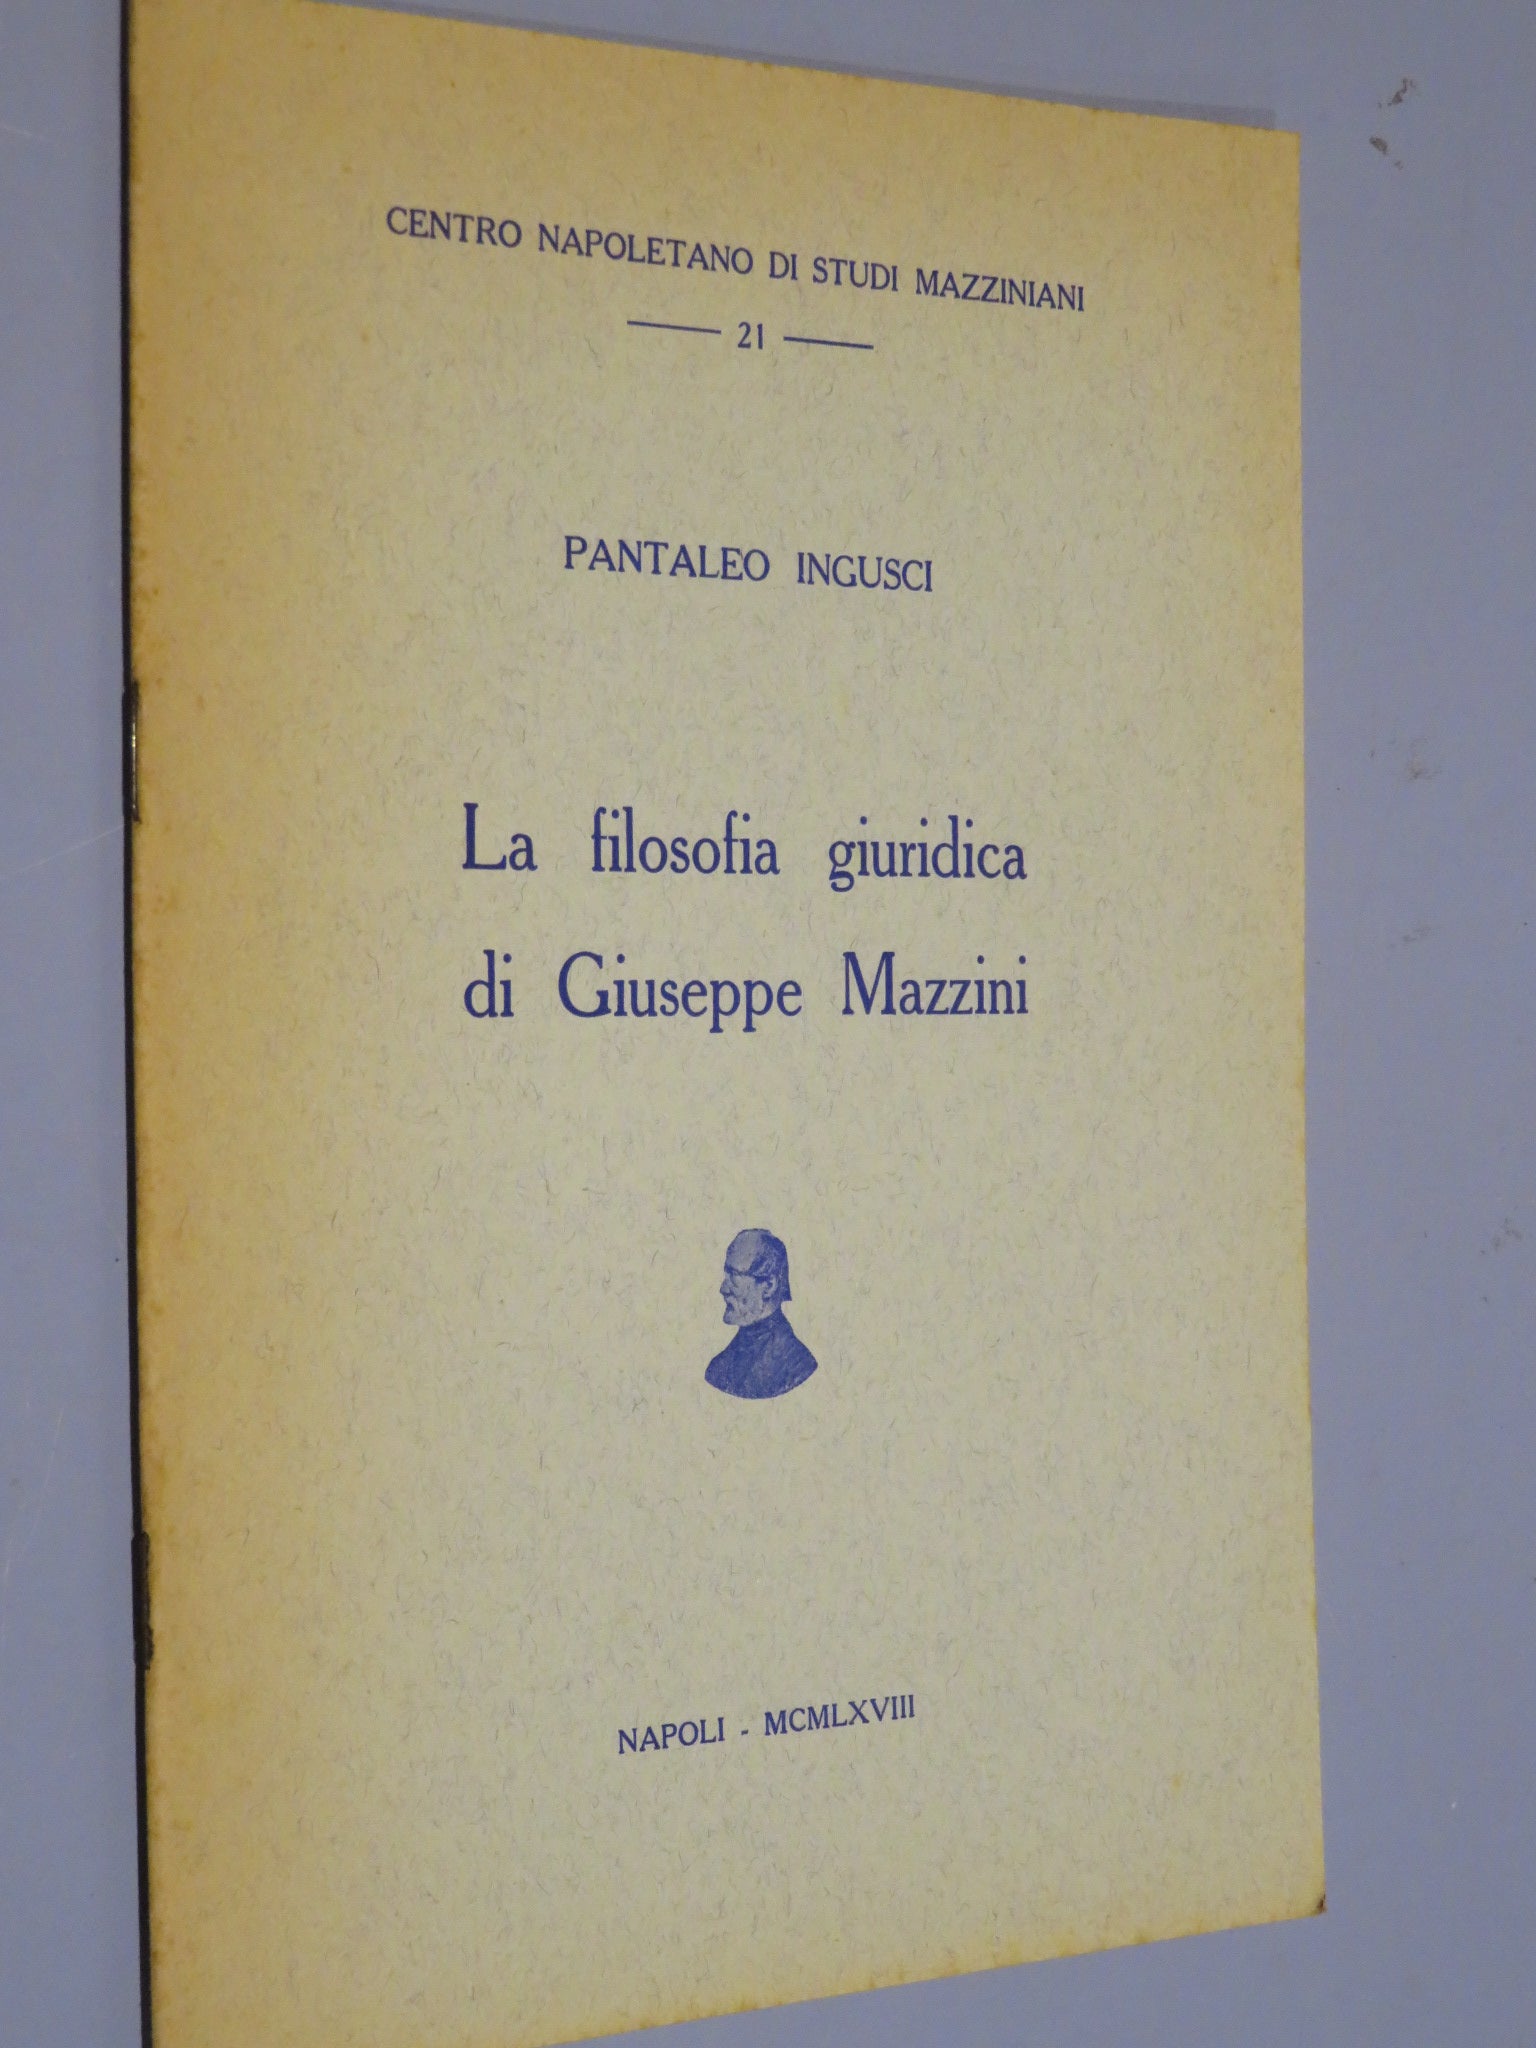 CENTRO NAPOLETANO DI STUDI MAZZINIANI
21
PANTALEO INGUSCI
La filosofia giuridica
di Giuseppe Mazzini
NAPOLI - MCMLXVIII